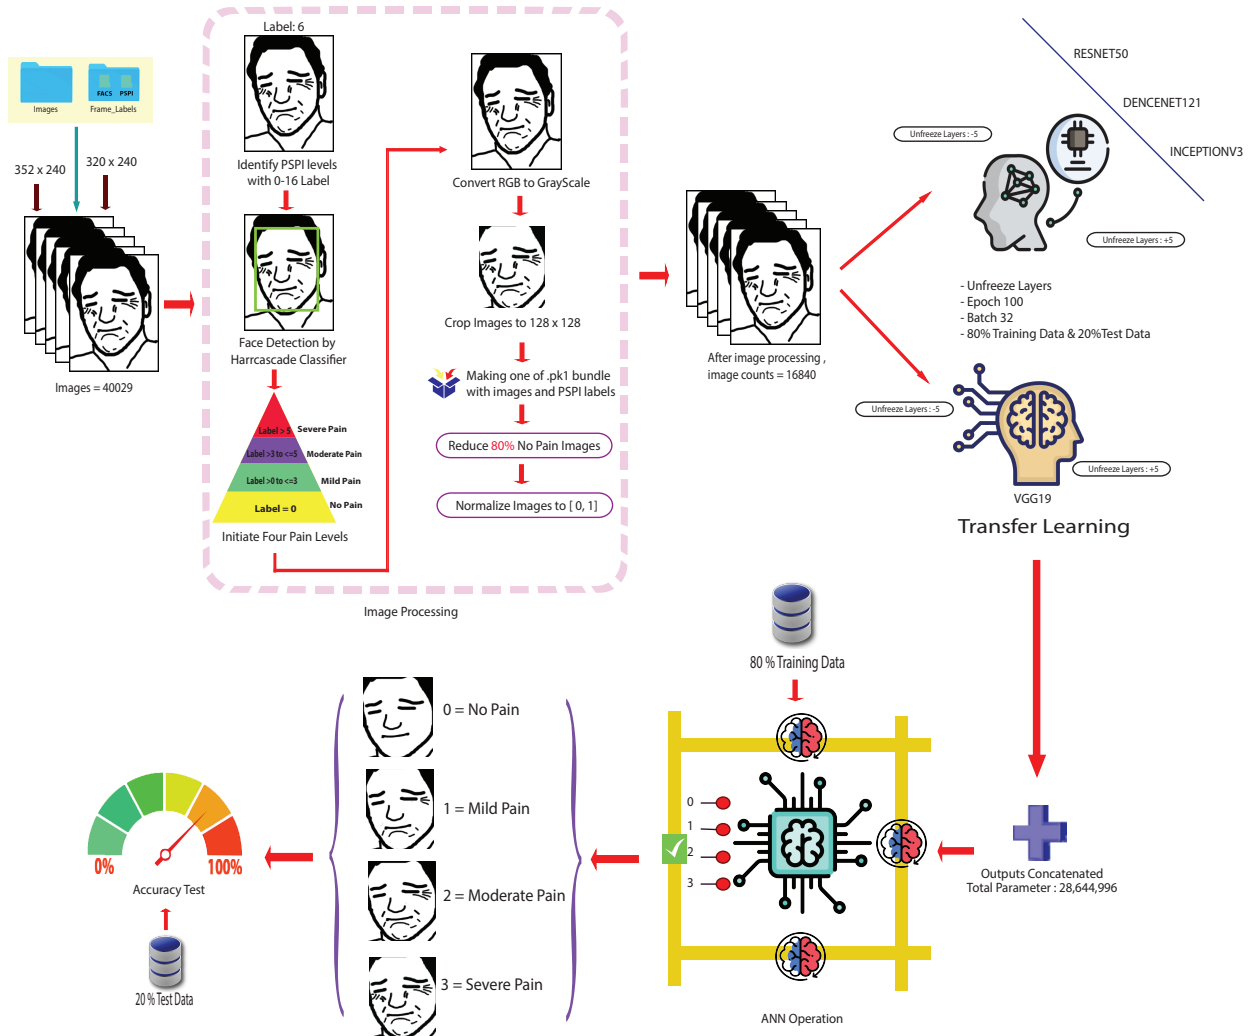 FACS PSPI
Images
Frame_Labels
352 x 240
320 x 240
Images = 40029
Label: 6
Identify PSPI levels
with 0-16 Label
Face Detection by
Harrcascade Classifier
Label > 5
Severe Pain
Label >3 to <=5
Moderate Pain
Label >0 to <=3
Mild Pain
Label = 0
No Pain
Initiate Four Pain Levels
Convert RGB to GrayScale
Crop Images to 128 x 128
Making one of .pk1 bundle
with images and PSPI labels
Reduce 80% No Pain Images
Normalize Images to [ 0, 1]
Image Processing
After image processing ,
image counts = 16840
RESNET50
DENCENET121
INCEPTIONV3
Unfreeze Layers : -5
Unfreeze Layers : +5
- Unfreeze Layers
- Epoch 100
- Batch 32
- 80% Training Data & 20%Test Data
Unfreeze Layers : -5
Unfreeze Layers : +5
VGG19
Transfer Learning
Outputs Concatenated
Total Parameter : 28,644,996
80 % Training Data
0
1
2
3
ANN Operation
0 = No Pain
1 = Mild Pain
2 = Moderate Pain
3 = Severe Pain
0%
100%
Accuracy Test
20 % Test Data